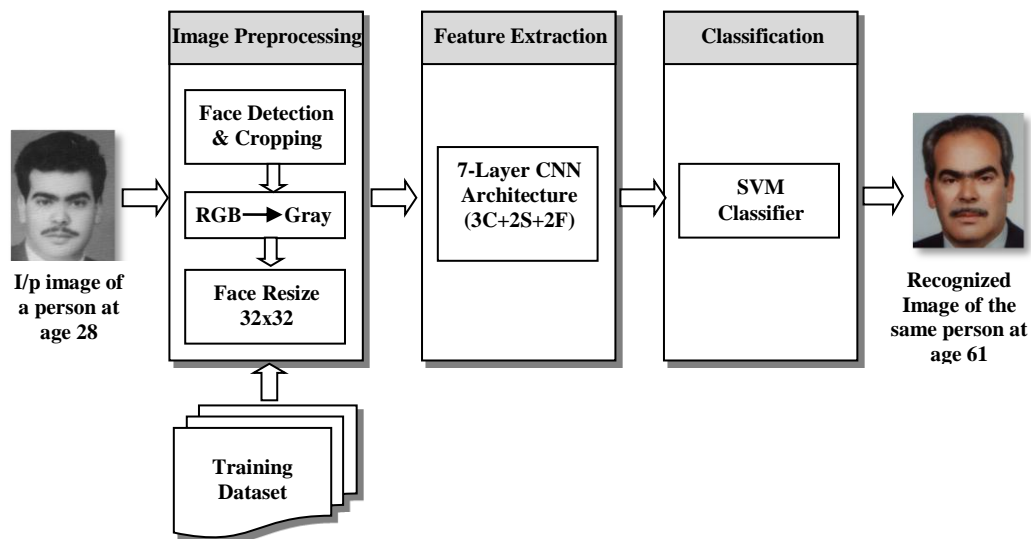 Image Preprocessing
Face Detection
& Cropping
RGB Gray
Face Resize
32x32
Feature Extraction
7-Layer CNN
Architecture
(3C+2S+2F)
Classification
SVM
Classifier
I/p image of
a person at
age 28
Recognized
Image of the
same person at
age 61
Training
Dataset